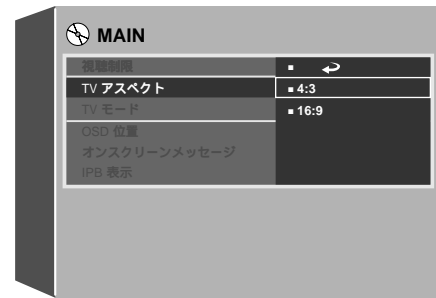 MAIN
視聴制限
TV アスペクト
4:3
TV モード
16:9
OSD 位置
オンスクリーンメッセージ
IPB 表示